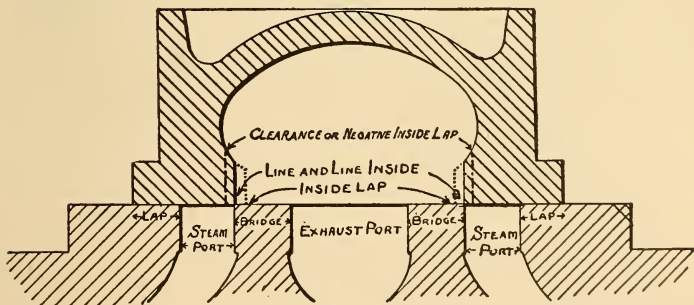 CLEARANCE OR NEGATIVE INSIDE LAP
LINE AND LINE INSIDE
INSIDE LAP
LAP
STEAM
PORT
BRIDGE
EXHAUST PORT
BRIDGE
STEAM
PORT
LAP